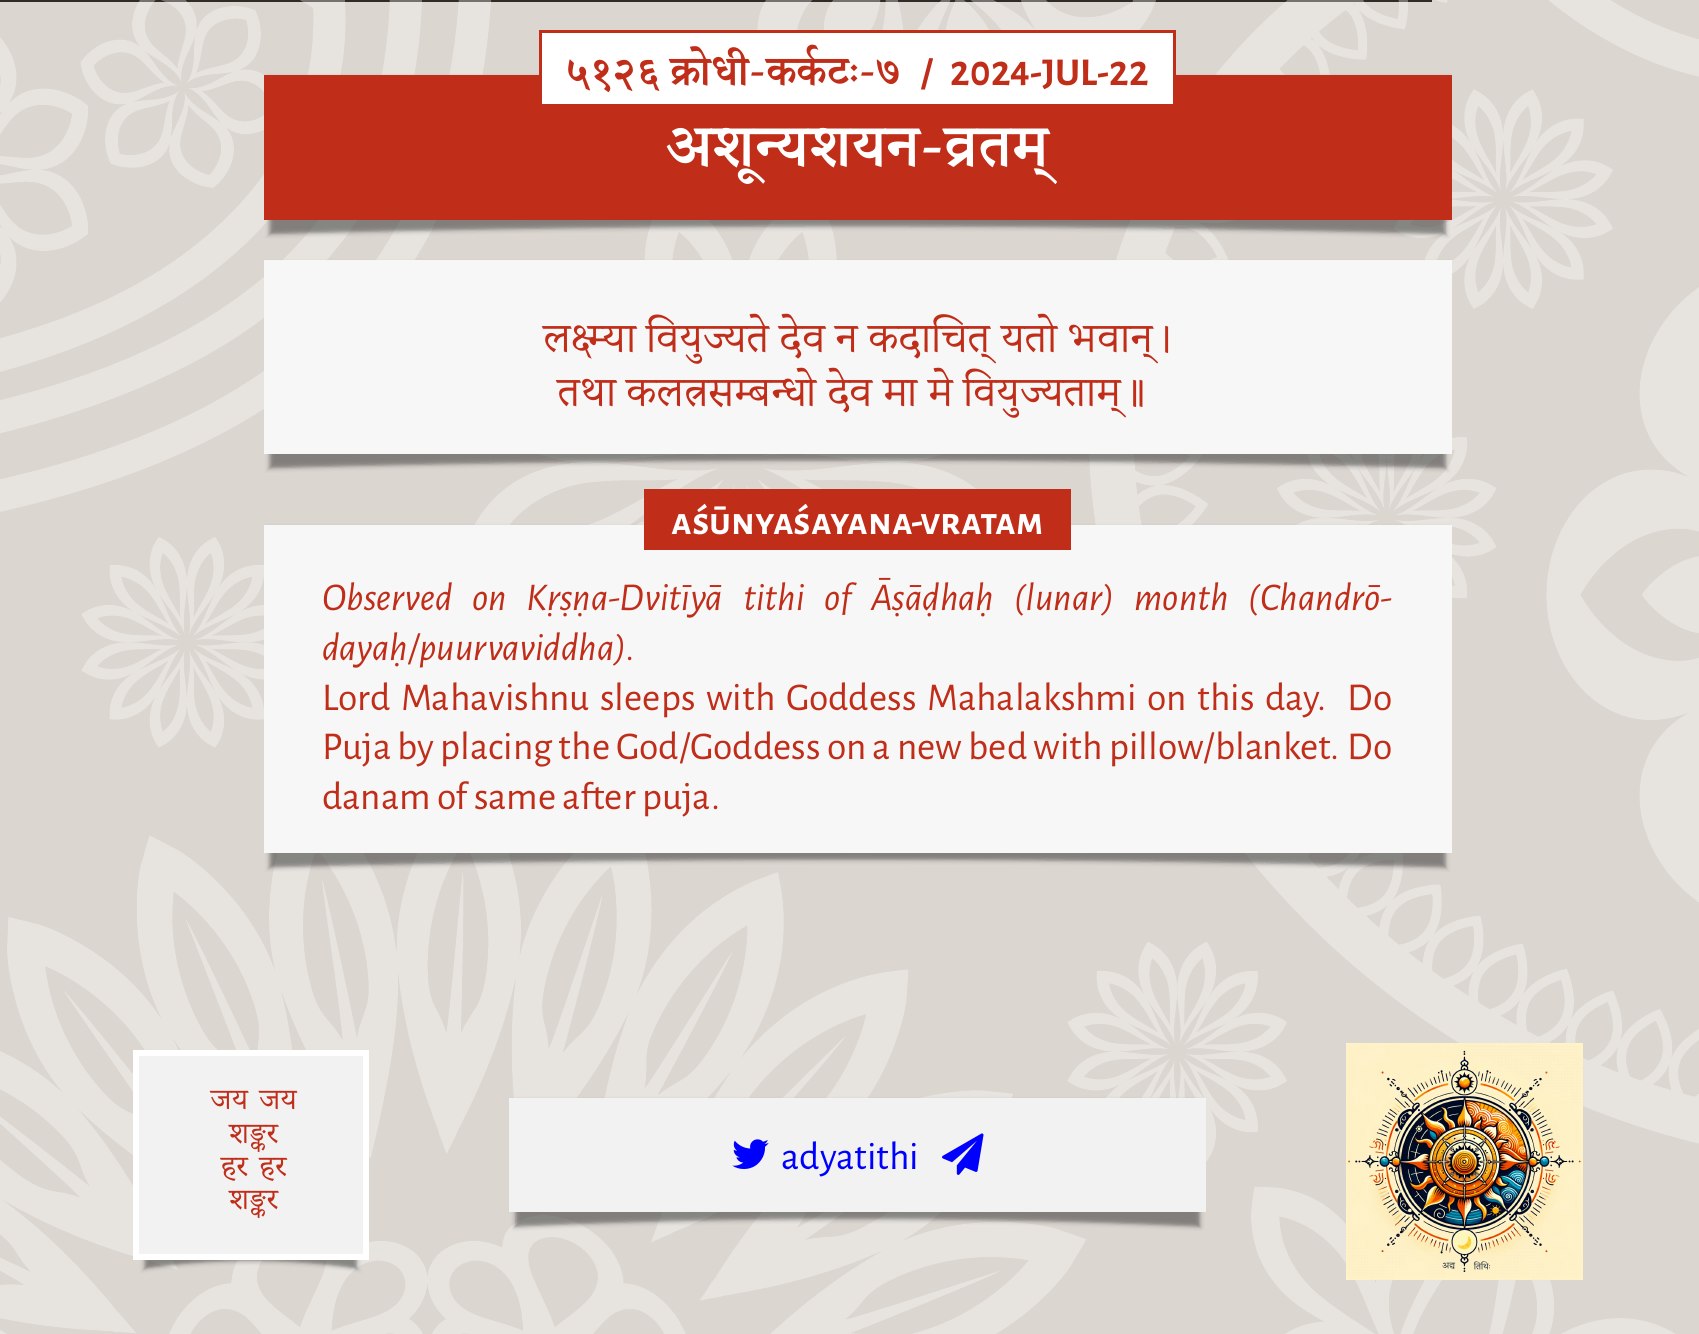 ५१२६ क्रोधी-कर्कटः-७ / 2024-JUL-22
अशून्यशयन-व्रतम्
लक्ष्म्या वियुज्यते देव न कदाचित् यतो भवान्।
तथा कलत्रसम्बन्धो देव मा मे वियुज्यताम्॥
AŚŪNYAŚAYANA-VRATAM
Observed on Kṛṣṇa-Dvitīyā tithi of Āṣāḍhaḥ (lunar) month (Chandrō-
dayaḥ/puurvaviddha).
Lord Mahavishnu sleeps with Goddess Mahalakshmi on this day. Do
Puja by placing the God/Goddess on a new bed with pillow/blanket. Do
danam of same after puja.
जय जय
शङ्कर
हर हर
शङ्कर
adyatithi
अद्य तिथिः